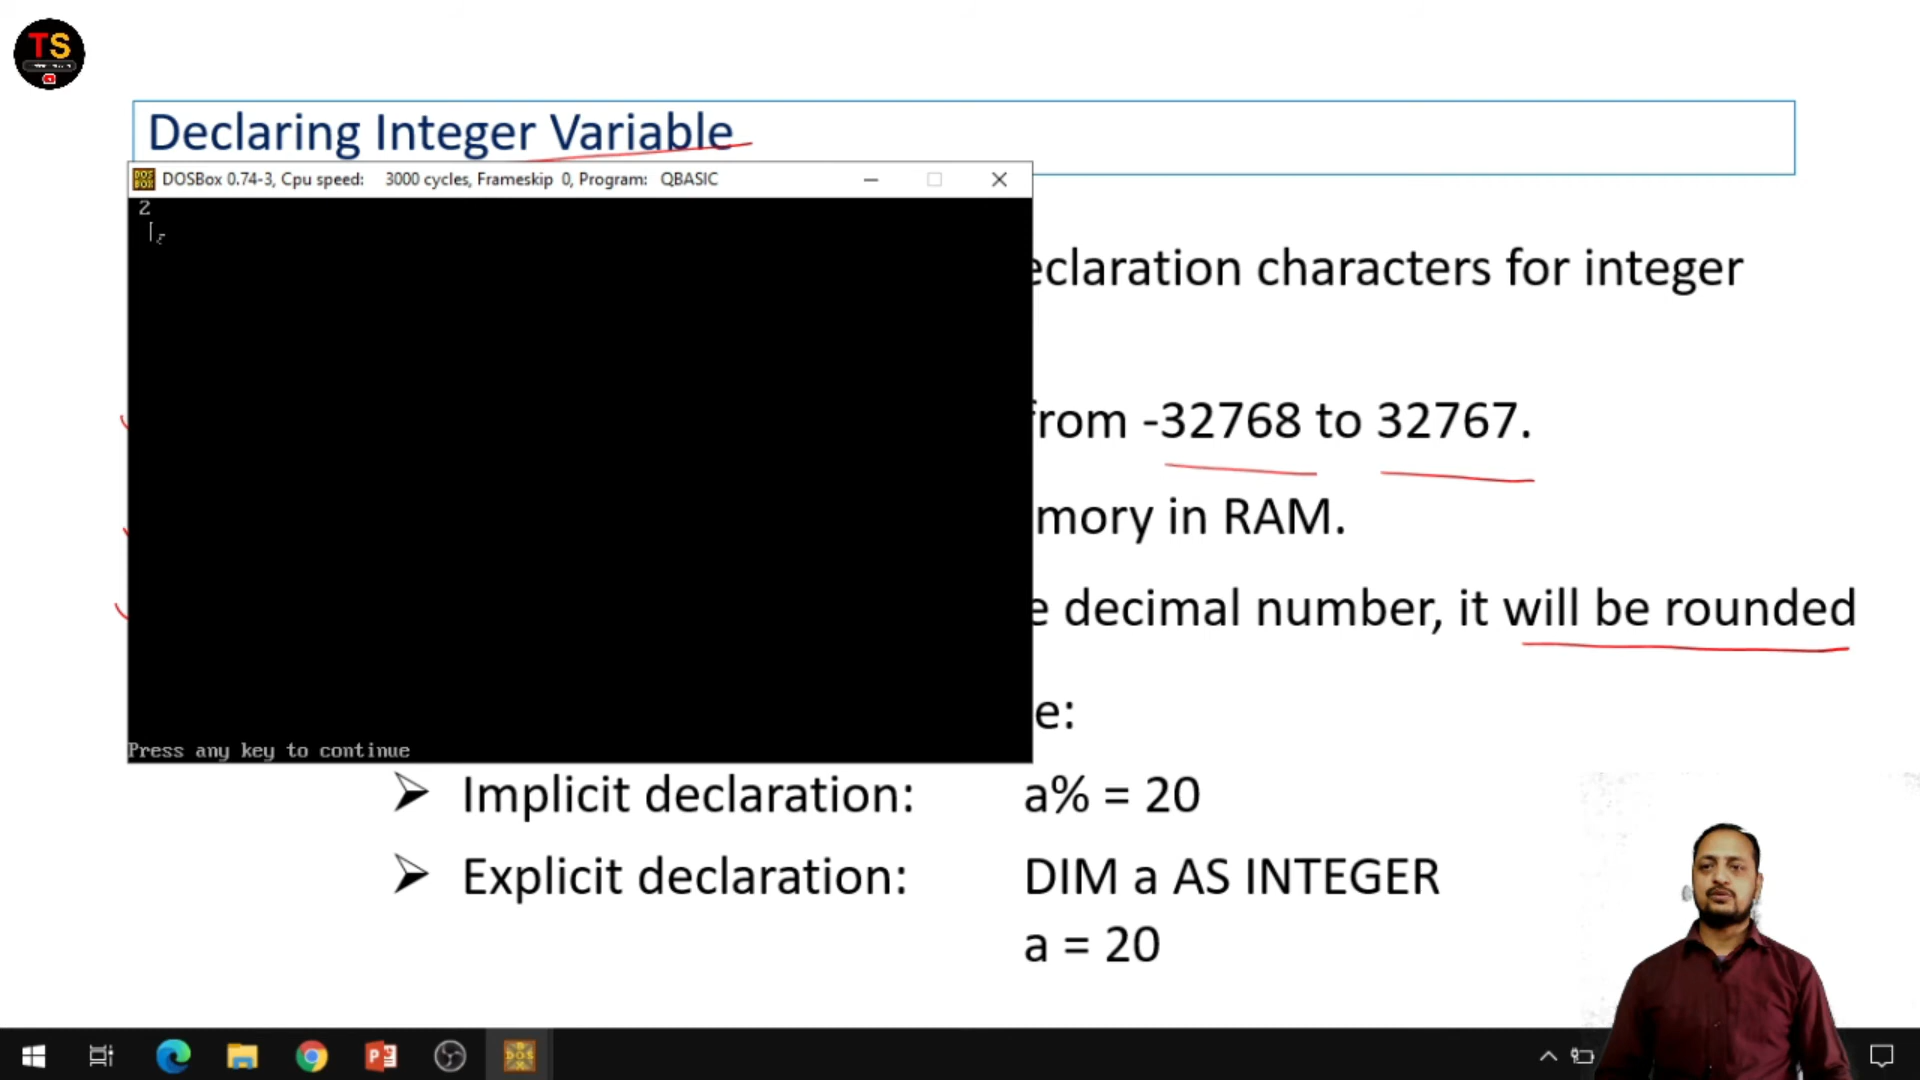 TS
Declaring Integer Variable
DOSBox 0.74-3, Cpu speed: 3000 cycles, Frameskip 0, Program: QBASIC
2
eclaration characters for integer
from -32768 to 32767.
mory in RAM.
e decimal number, it will be rounded
e:
Press any key to continue
➢ Implicit declaration: a% = 20
➢ Explicit declaration: DIM a AS INTEGER
a = 20